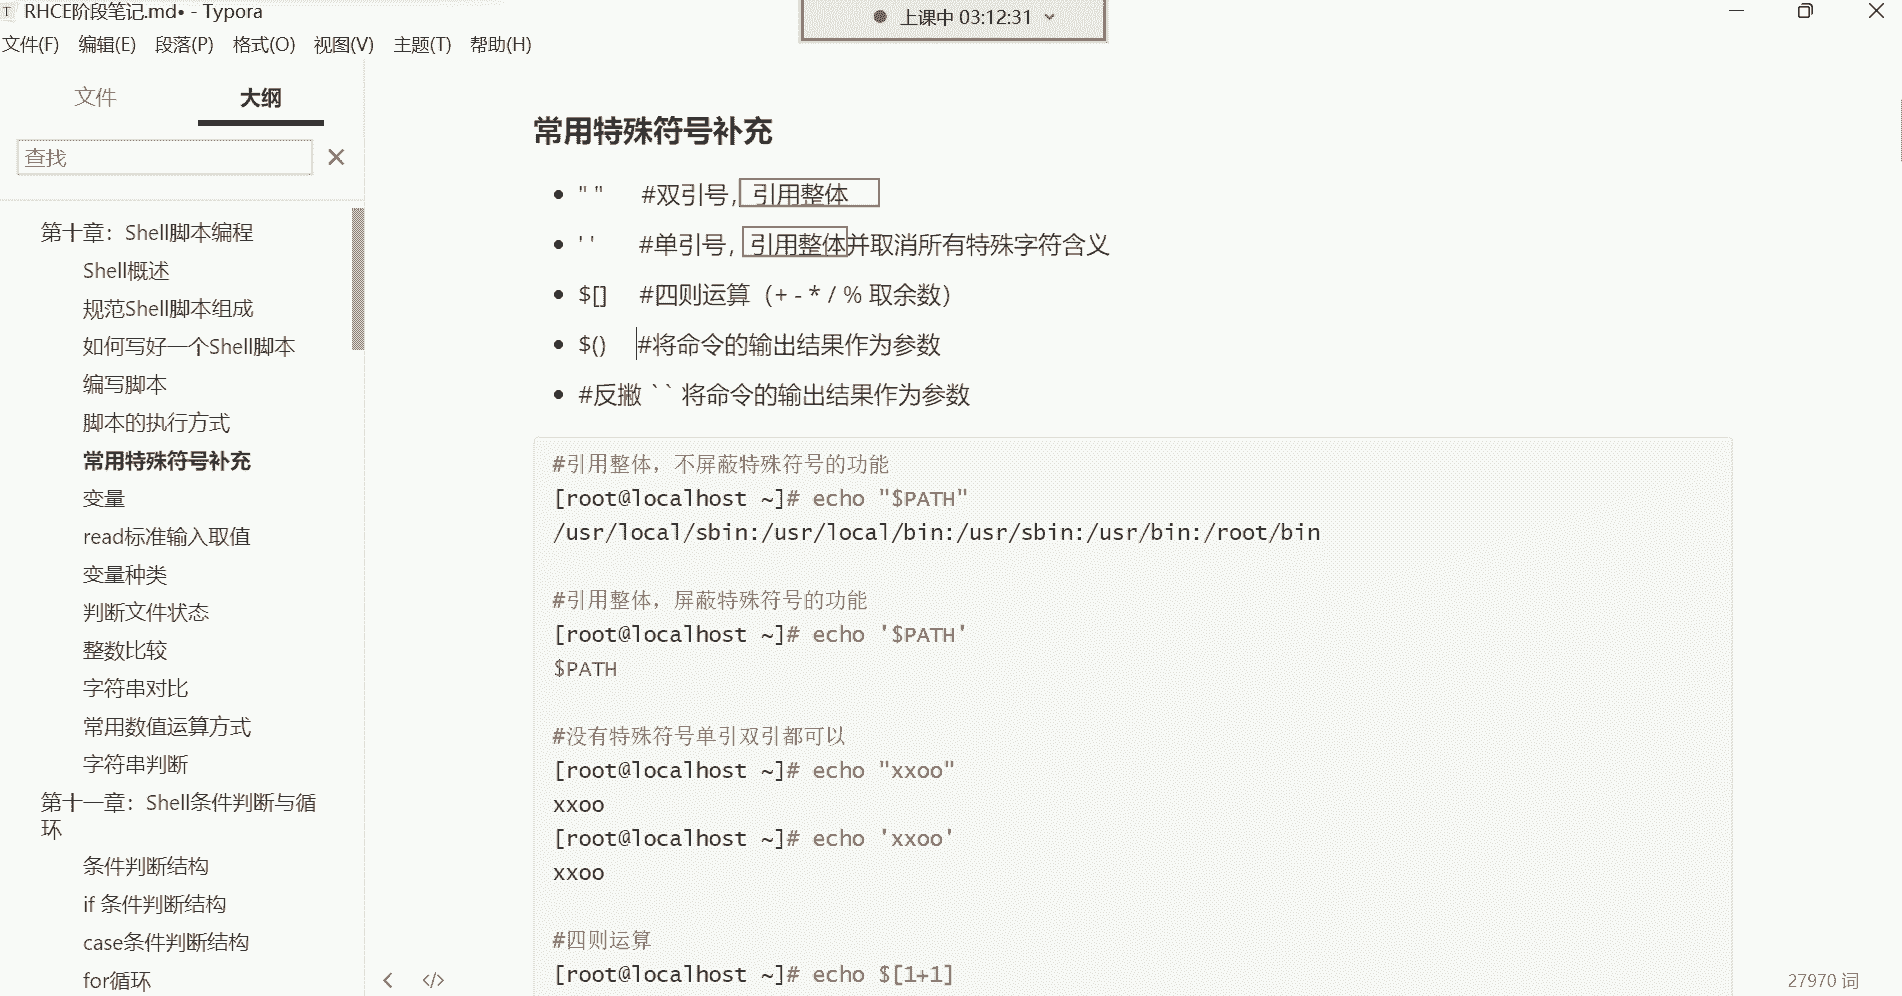 RHCE阶段笔记.md• - Typora
上课中 03:12:31
文件(F) 编辑(E) 段落(P) 格式(O) 视图(V) 主题(T) 帮助(H)
文件 大纲
查找
第十章：Shell脚本编程
Shell概述
规范Shell脚本组成
如何写好一个Shell脚本
编写脚本
脚本的执行方式
常用特殊符号补充
变量
read标准输入取值
变量种类
判断文件状态
整数比较
字符串对比
常用数值运算方式
字符串判断
第十一章：Shell条件判断与循
环
条件判断结构
if 条件判断结构
case条件判断结构
for循环
常用特殊符号补充
• " " #双引号，引用整体
• ' ' #单引号，引用整体并取消所有特殊字符含义
• $[] #四则运算（+ - * / % 取余数）
• $() #将命令的输出结果作为参数
• #反撇 ` ` 将命令的输出结果作为参数
#引用整体，不屏蔽特殊符号的功能
[root@localhost ~]# echo "$PATH"
/usr/local/sbin:/usr/local/bin:/usr/sbin:/usr/bin:/root/bin
#引用整体，屏蔽特殊符号的功能
[root@localhost ~]# echo '$PATH'
$PATH
#没有特殊符号单引双引都可以
[root@localhost ~]# echo "xxoo"
xxoo
[root@localhost ~]# echo 'xxoo'
xxoo
#四则运算
[root@localhost ~]# echo $[1+1]
27970 词